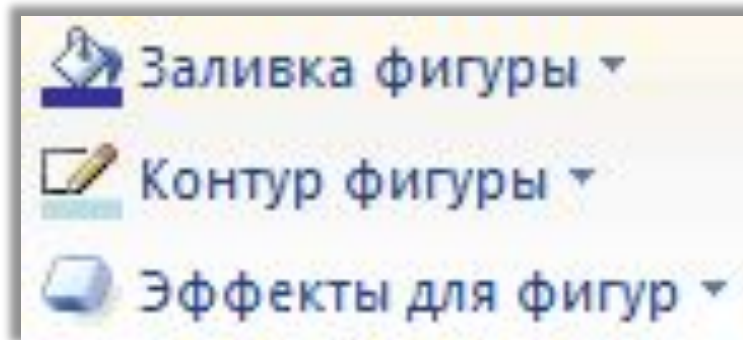 Заливка фигуры
Контур фигуры
Эффекты для фигур